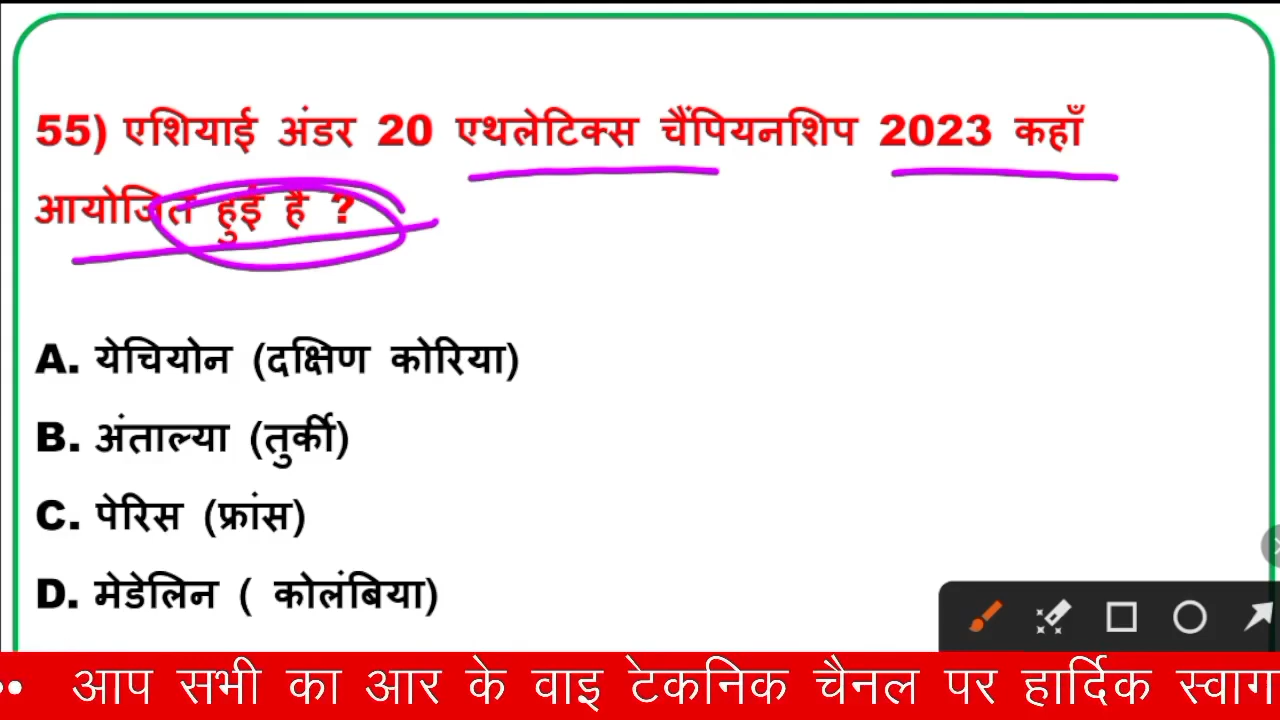 55) एशियाई अंडर 20 एथलेटिक्स चैंपियनशिप 2023 कहाँ
आयोजित हुई है ?
A. येचियोन (दक्षिण कोरिया)
B. अंताल्या (तुर्की)
C. पेरिस (फ्रांस)
D. मेडेलिन ( कोलंबिया)
आप सभी का आर के वाइ टेकनिक चैनल पर हार्दिक स्वाग